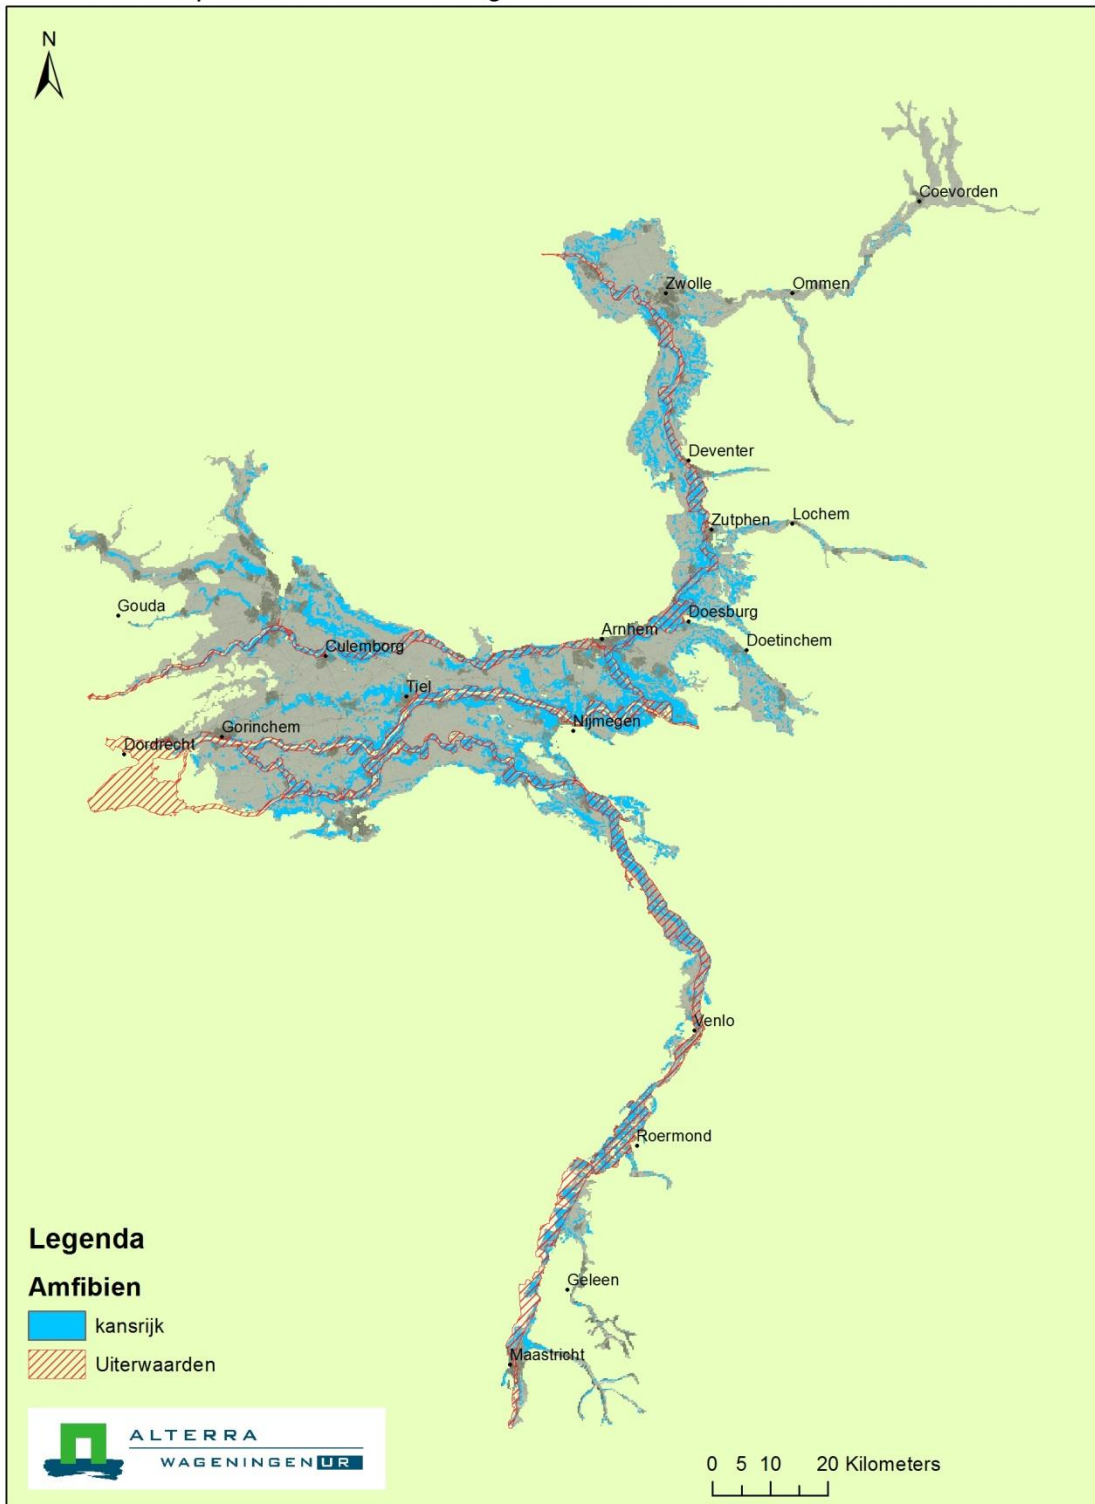 N
Coevorden
Zwolle
Ommen
Deventer
Zutphen
Lochem
Gouda
Doesburg
Arnhem
Doetinchem
Culemborg
Tiel
Nijmegen
Gorinchem
Dordrecht
Venlo
Roermond
Geleen
Maastricht
Legenda
Amfibien
kansrijk
Uiterwaarden
ALTERRA
WAGENINGEN UR
0 5 10 20 Kilometers